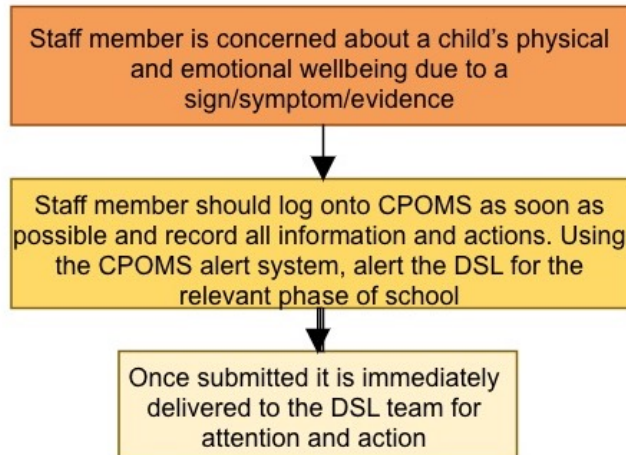 Staff member is concerned about a child's physical
and emotional wellbeing due to a
sign/symptom/evidence
Staff member should log onto CPOMS as soon as
possible and record all information and actions. Using
the CPOMS alert system, alert the DSL for the
relevant phase of school
Once submitted it is immediately
delivered to the DSL team for
attention and action